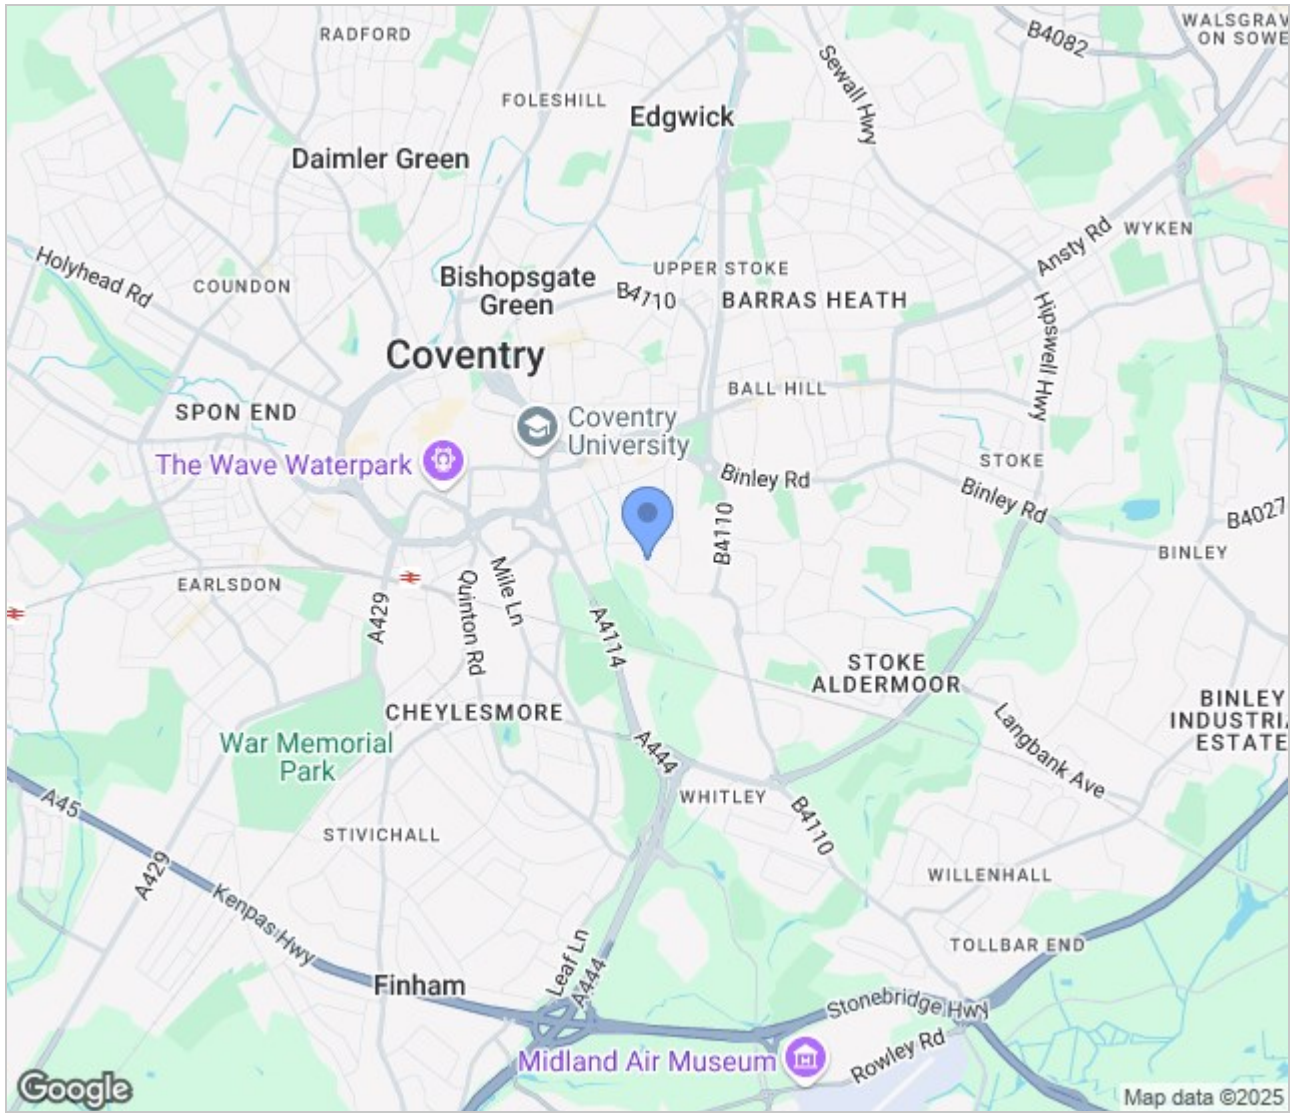 RADFORD
B4082
WALSGRAV
ON SOWE
Sewall Hwy
FOLESHILL
Edgwick
Daimler Green
Ansty Rd
WYKEN
Holyhead Rd
COUNDON
Bishopsgate
Green
UPPER STOKE
B4110
BARRAS HEATH
Hipswell Hwy
Coventry
BALL HILL
SPON END
Coventry
University
The Wave Waterpark
STOKE
Binley Rd
Binley Rd
B4027
B4110
BINLEY
EARLSDON
Mile Ln
Quinton Rd
A429
A4114
STOKE
ALDERMOOR
CHEYLESMORE
BINLEY
INDUSTRIA
ESTATE
Langbank Ave
War Memorial
Park
A444
WHITLEY
A45
B4110
STIVICHALL
A429
WILLENHALL
Kenpas Hwy
TOLLBAR END
Leaf Ln
A444
Finham
Stonebridge Hwy
Rowley Rd
Midland Air Museum
Google
Map data ©2025